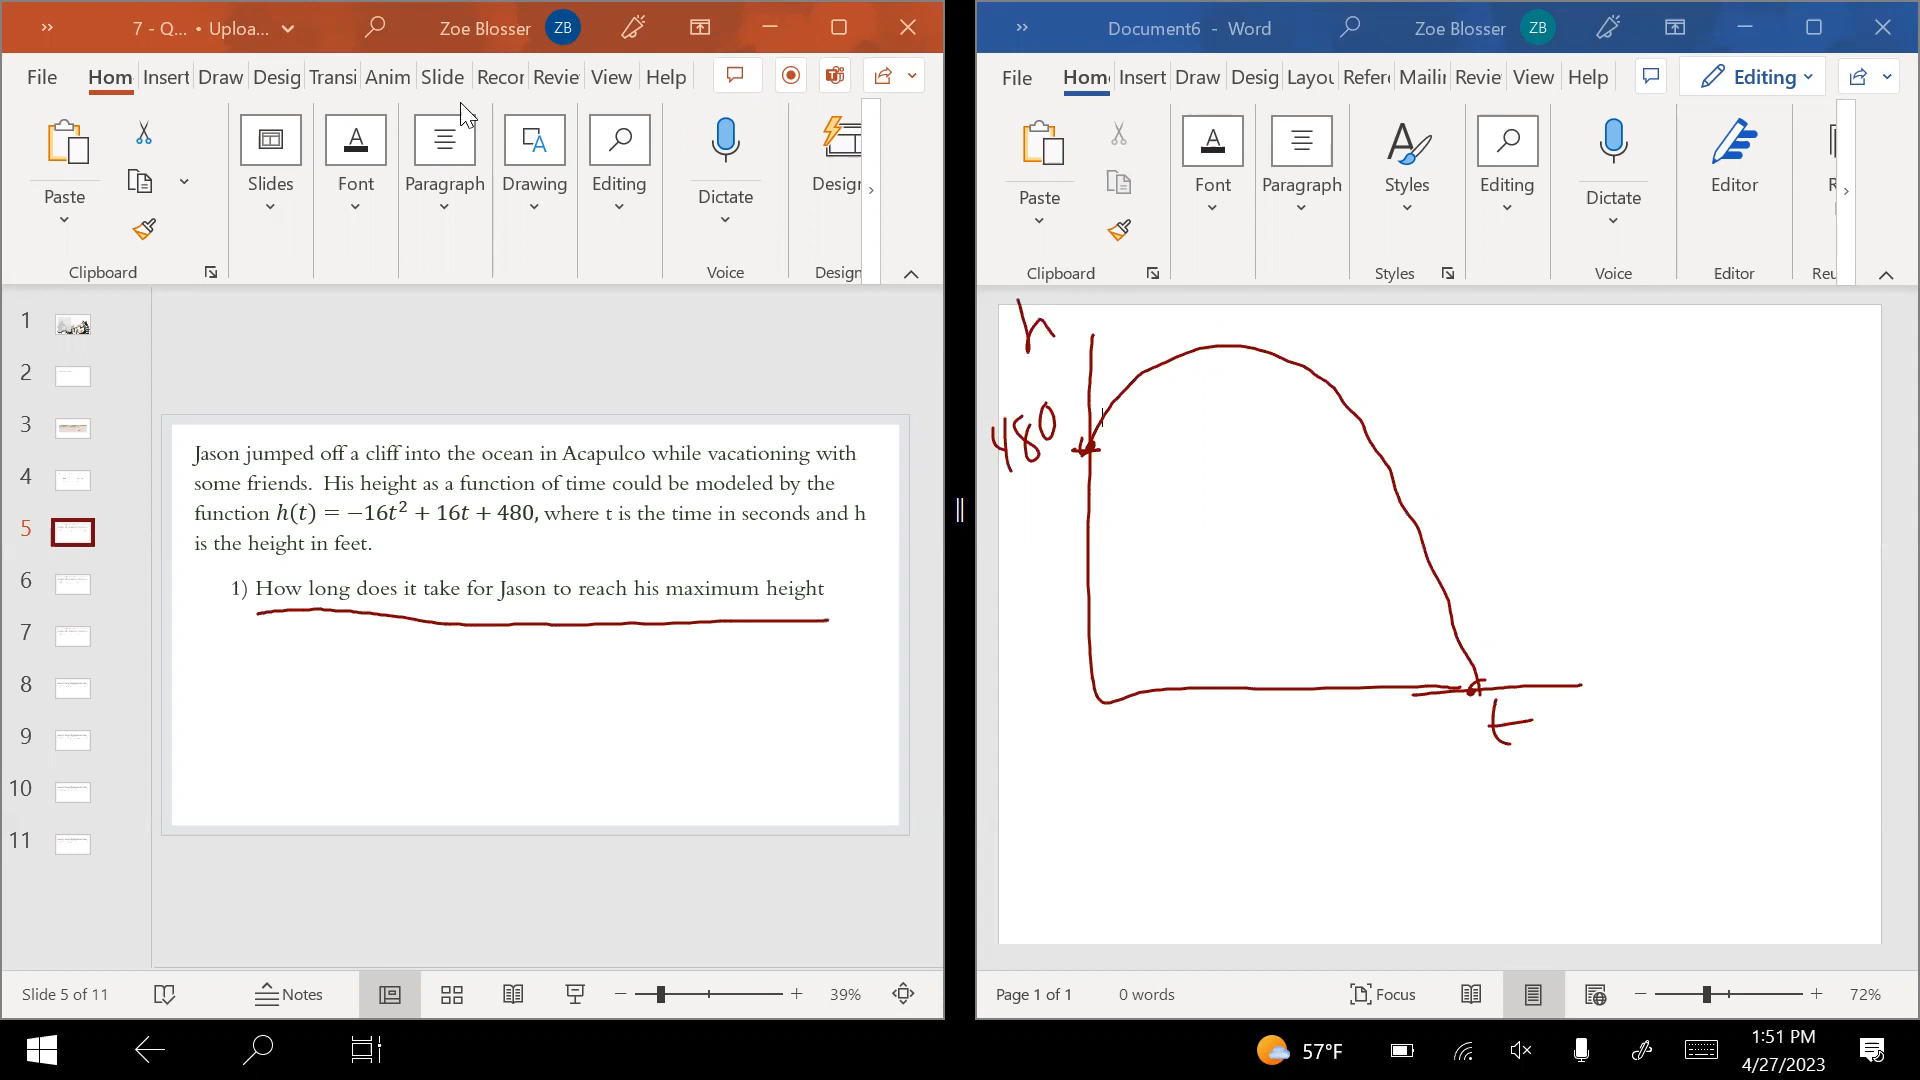 7 - Q... • Uploa...
Zoe Blosser
ZB
File
Hom
Insert
Draw
Desig
Transi
Anim
Slide
Recor
Revie
View
Help
Paste
Slides
Font
Paragraph
Drawing
Editing
Dictate
Design
Clipboard
Voice
Design
1
2
3
4
5
6
7
8
9
10
11
Jason jumped off a cliff into the ocean in Acapulco while vacationing with
some friends. His height as a function of time could be modeled by the
function h(t) = −16t² + 16t + 480, where t is the time in seconds and h
is the height in feet.
1) How long does it take for Jason to reach his maximum height
Slide 5 of 11
Notes
39%
Document6 - Word
Zoe Blosser
ZB
File
Home
Insert
Draw
Desig
Layou
Refere
Mailin
Revie
View
Help
Editing
Paste
Font
Paragraph
Styles
Editing
Dictate
Editor
Clipboard
Styles
Voice
Editor
Reu
h
480
t
Page 1 of 1
0 words
Focus
72%
57°F
1:51 PM
4/27/2023